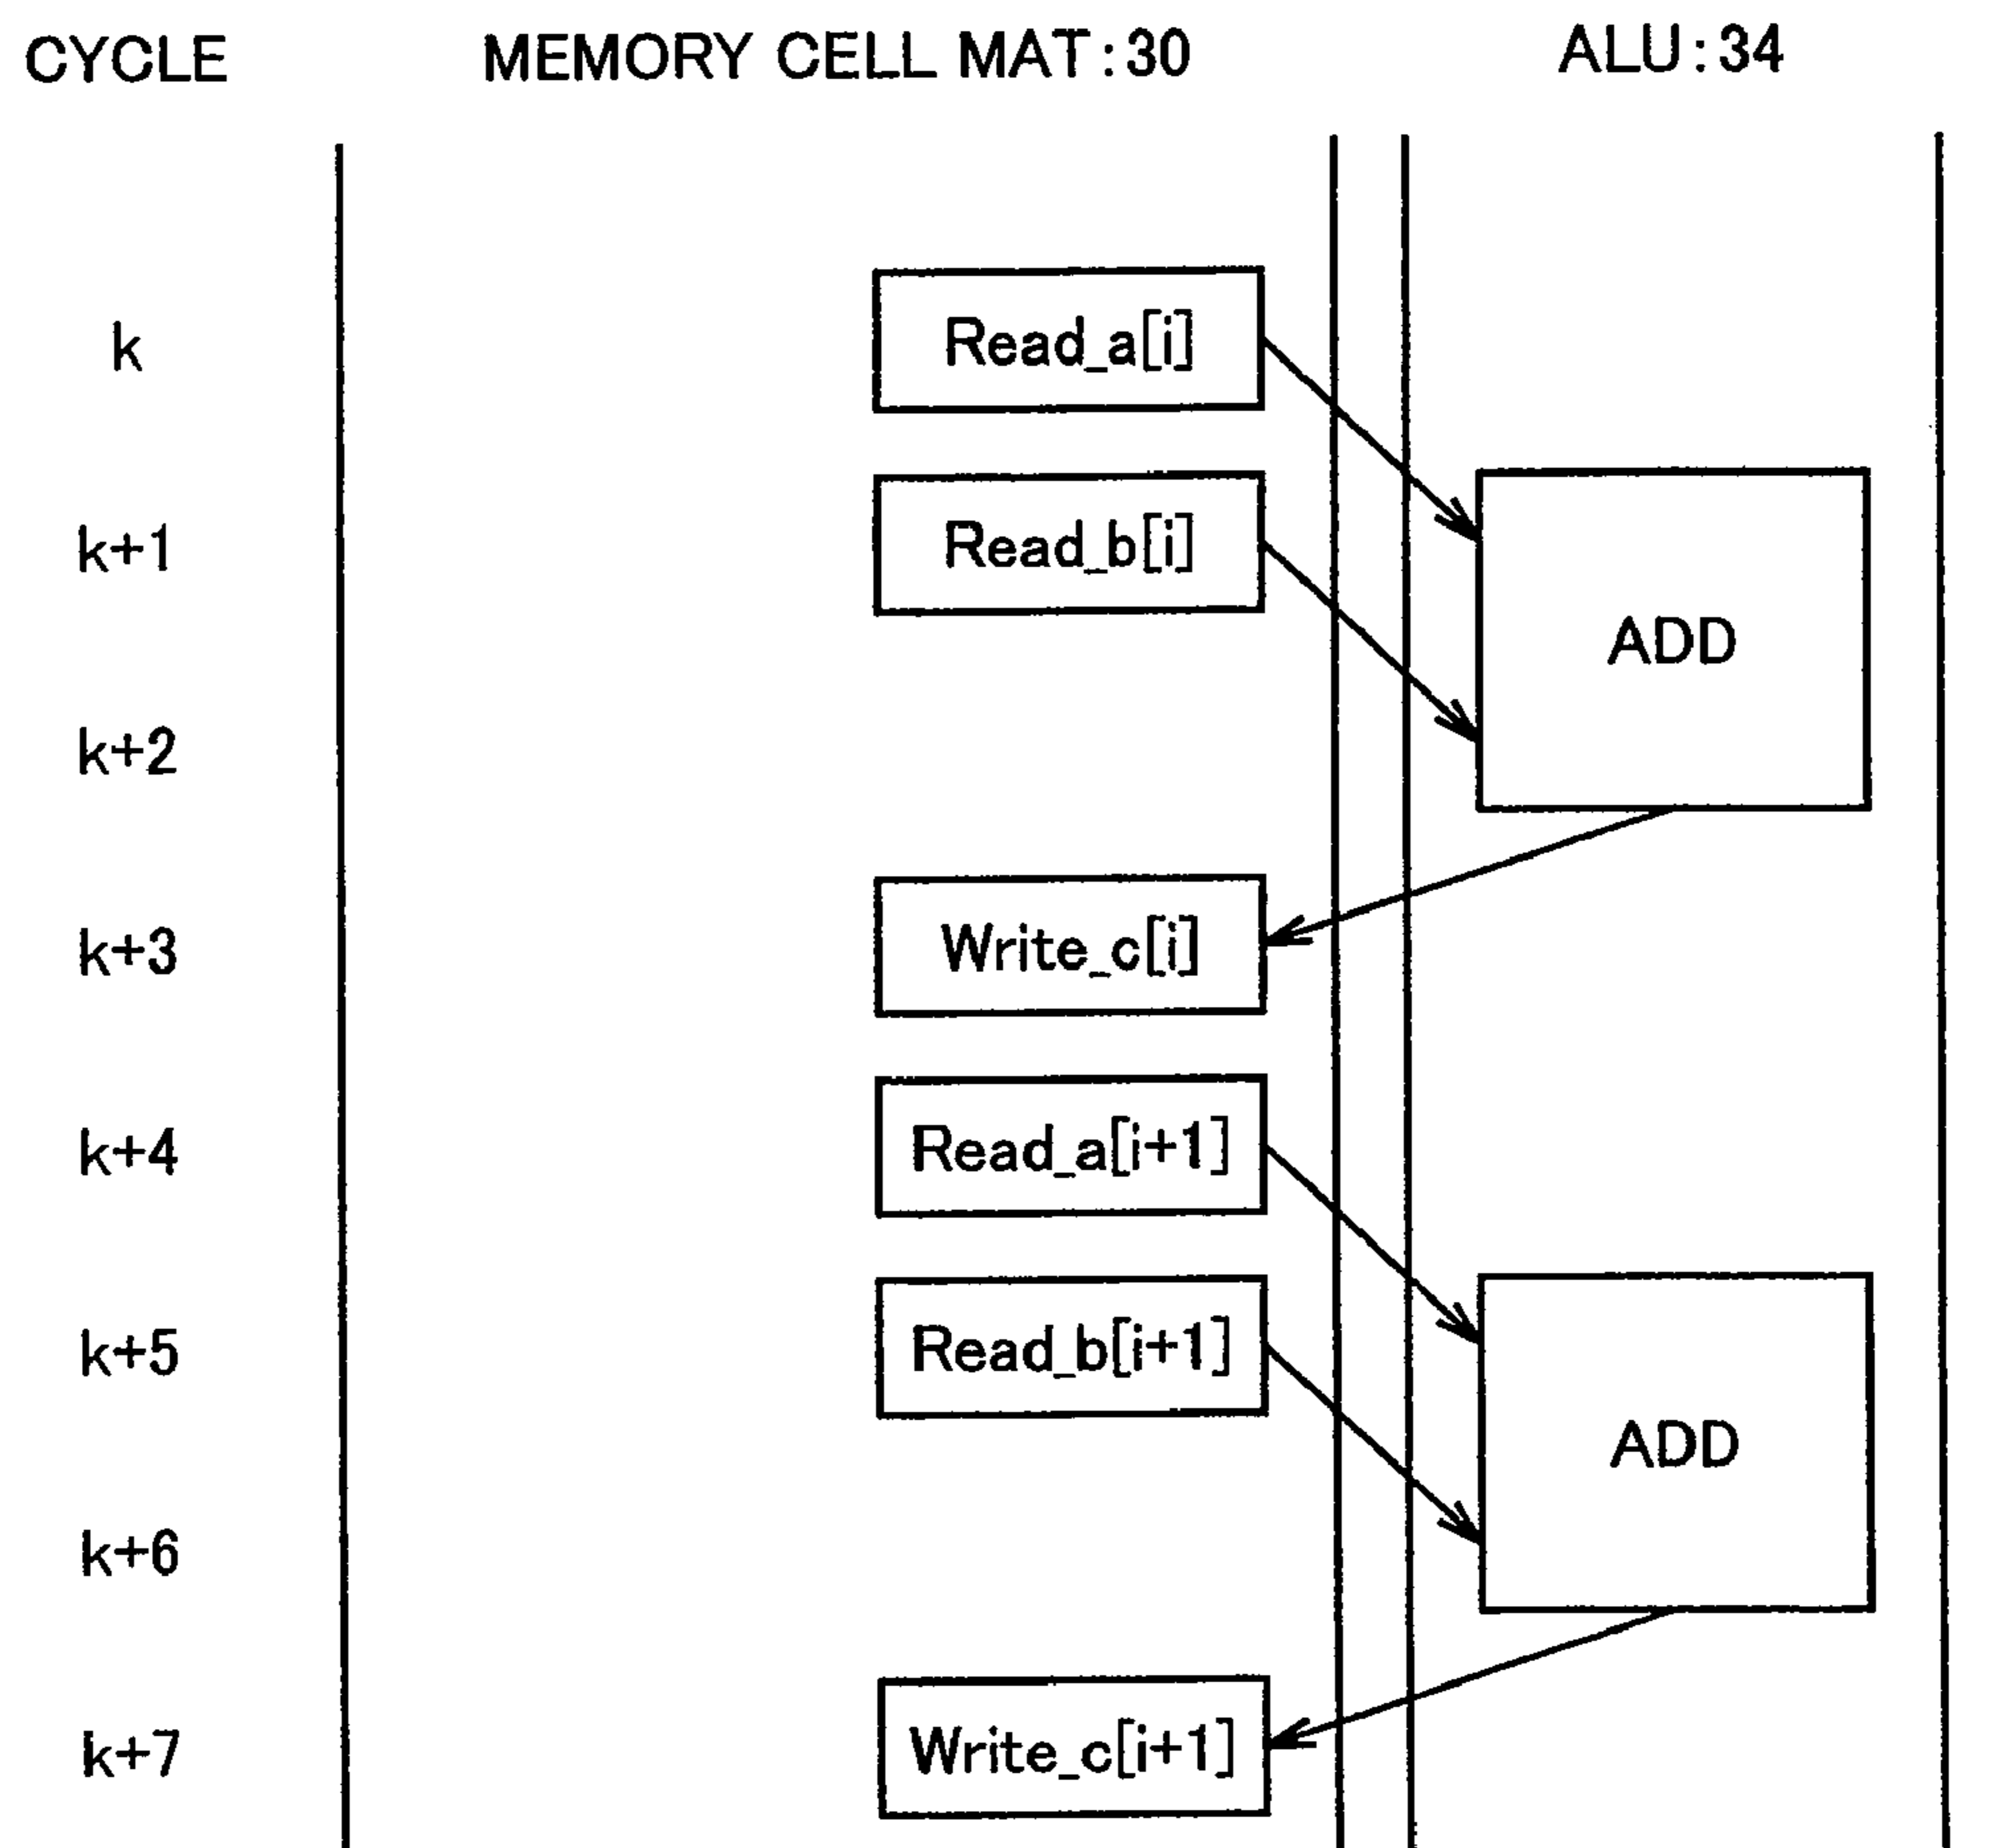 CYCLE MEMORY CELL MAT:30 ALU:34
k Read_a[i]
k+1 Read_b[i]
ADD
k+2
k+3 Write_c[i]
k+4 Read_a[i+1]
k+5 Read_b[i+1]
ADD
k+6
k+7 Write_c[i+1]